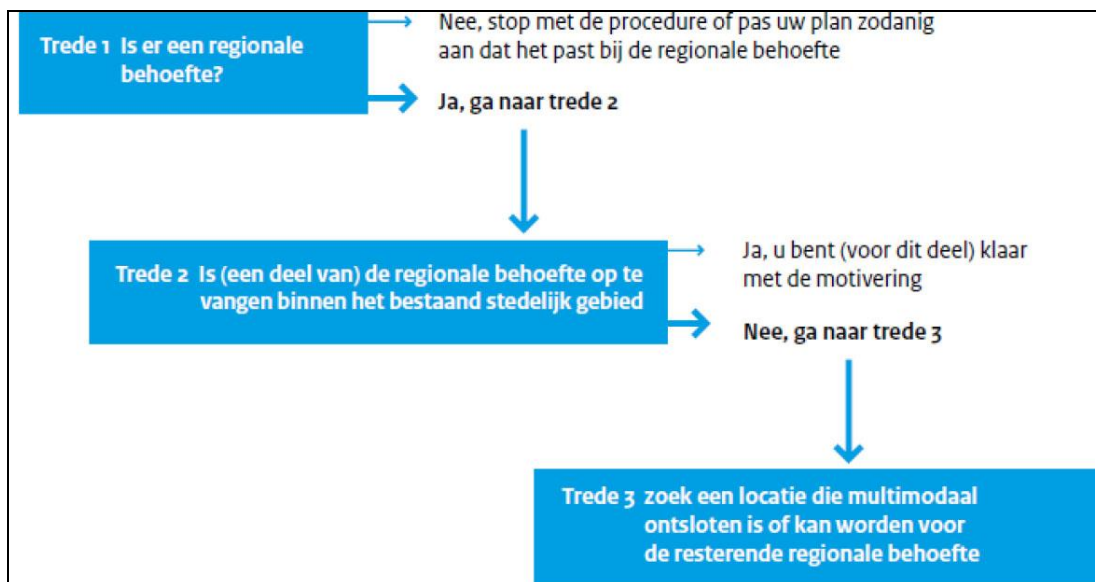 Trede 1 Is er een regionale
behoefte?
Nee, stop met de procedure of pas uw plan zodanig
aan dat het past bij de regionale behoefte
Ja, ga naar trede 2
Trede 2 Is (een deel van) de regionale behoefte op te
vangen binnen het bestaand stedelijk gebied
Ja, u bent (voor dit deel) klaar
met de motivering
Nee, ga naar trede 3
Trede 3 zoek een locatie die multimodaal
ontsloten is of kan worden voor
de resterende regionale behoefte